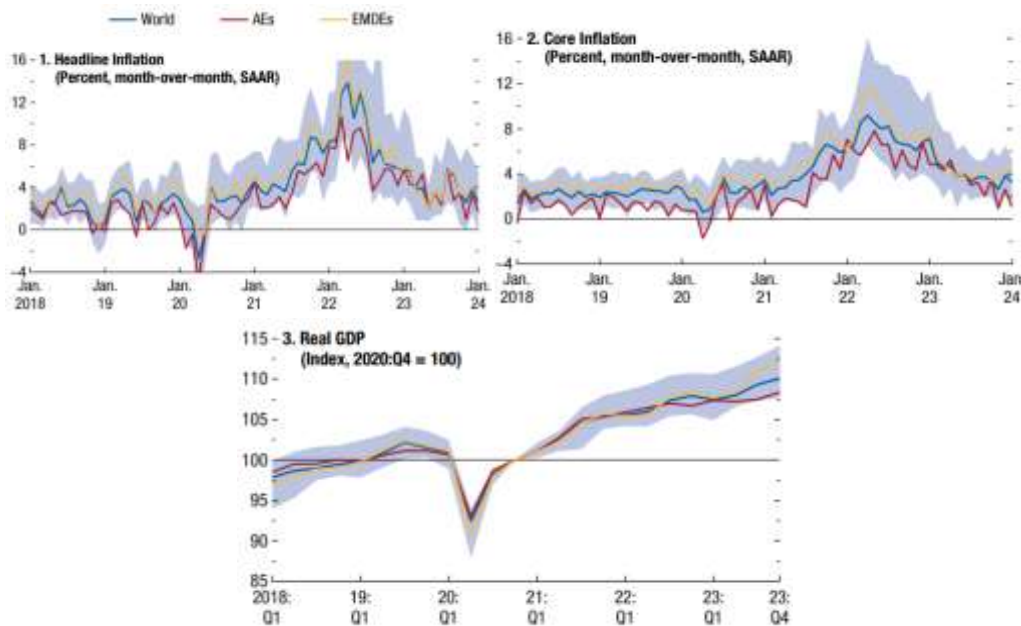 World AEs EMDEs
1. Headline Inflation
(Percent, month-over-month, SAAR)
16
12
8
4
0
−4
Jan. Jan. Jan. Jan. Jan. Jan. Jan.
2018 19 20 21 22 23 24
2. Core Inflation
(Percent, month-over-month, SAAR)
16
12
8
4
0
−4
Jan. Jan. Jan. Jan. Jan. Jan. Jan.
2018 19 20 21 22 23 24
3. Real GDP
(Index, 2020:Q4 = 100)
115
110
105
100
95
90
85
2018: 19: 20: 21: 22: 23: 23:
Q1 Q1 Q1 Q1 Q1 Q1 Q4